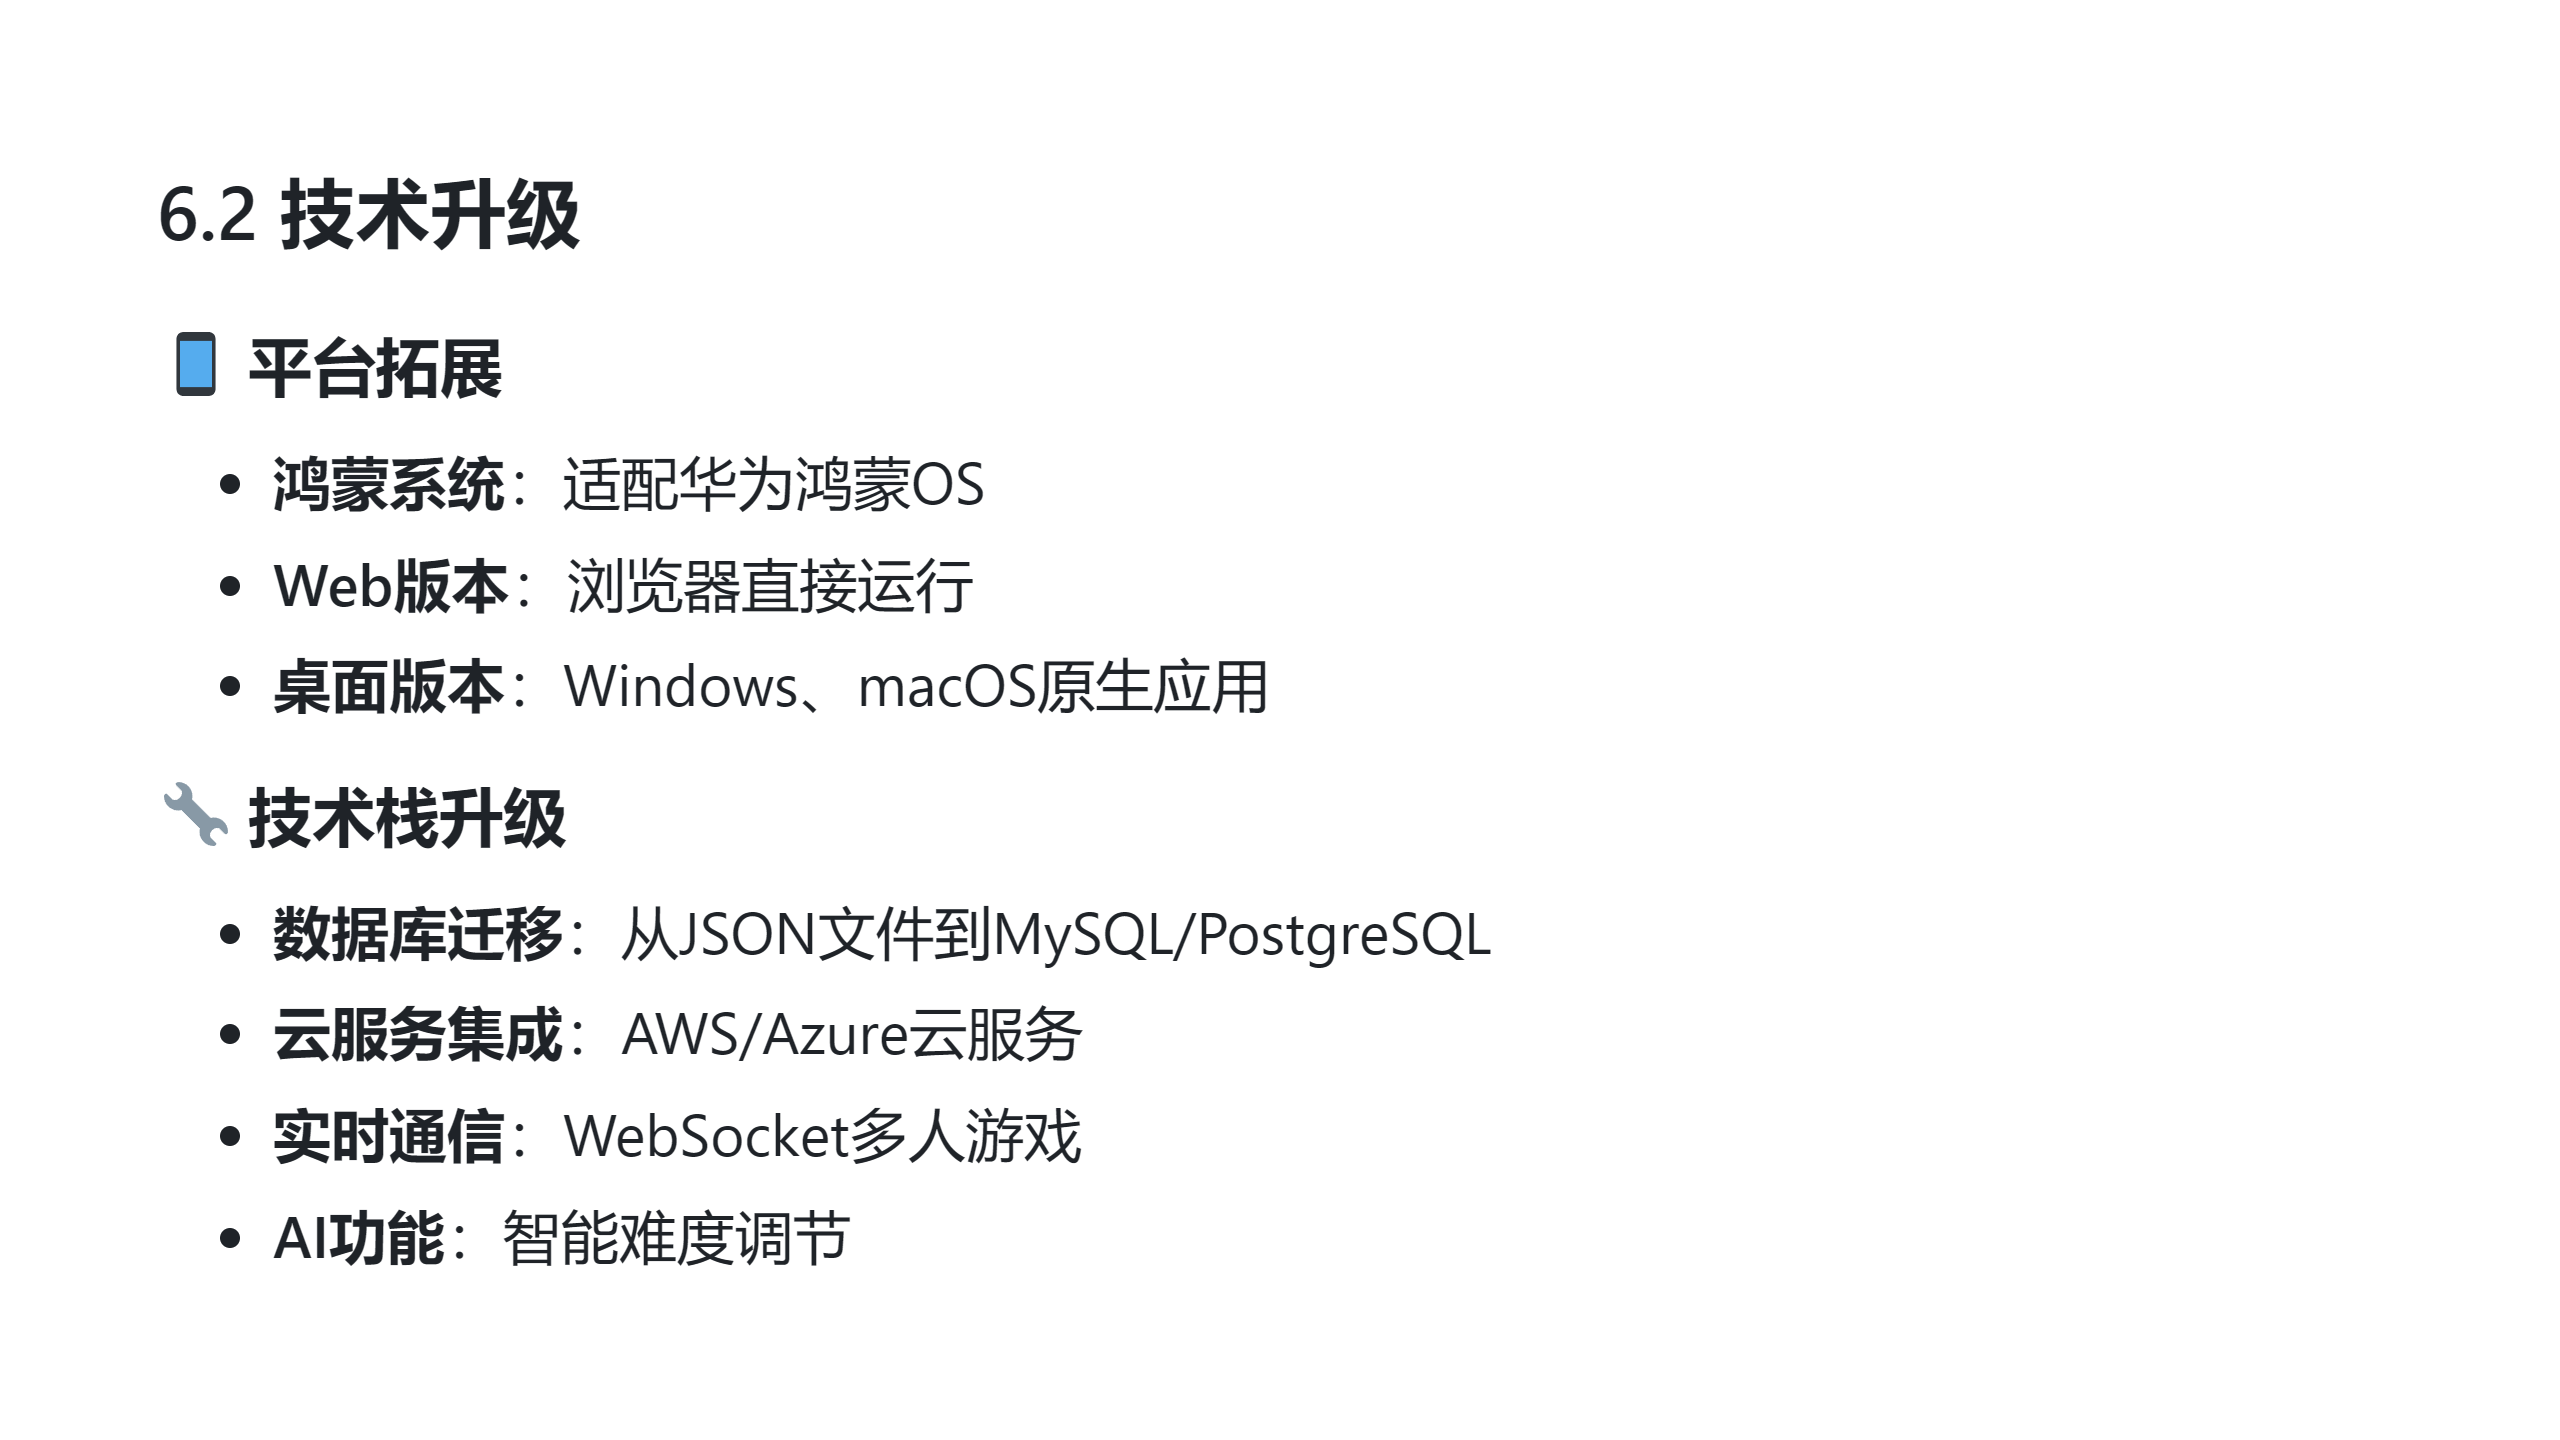 6.2 技术升级
📱 平台拓展
• 鸿蒙系统：适配华为鸿蒙OS
• Web版本：浏览器直接运行
• 桌面版本：Windows、macOS原生应用
🔧 技术栈升级
• 数据库迁移：从JSON文件到MySQL/PostgreSQL
• 云服务集成：AWS/Azure云服务
• 实时通信：WebSocket多人游戏
• AI功能：智能难度调节